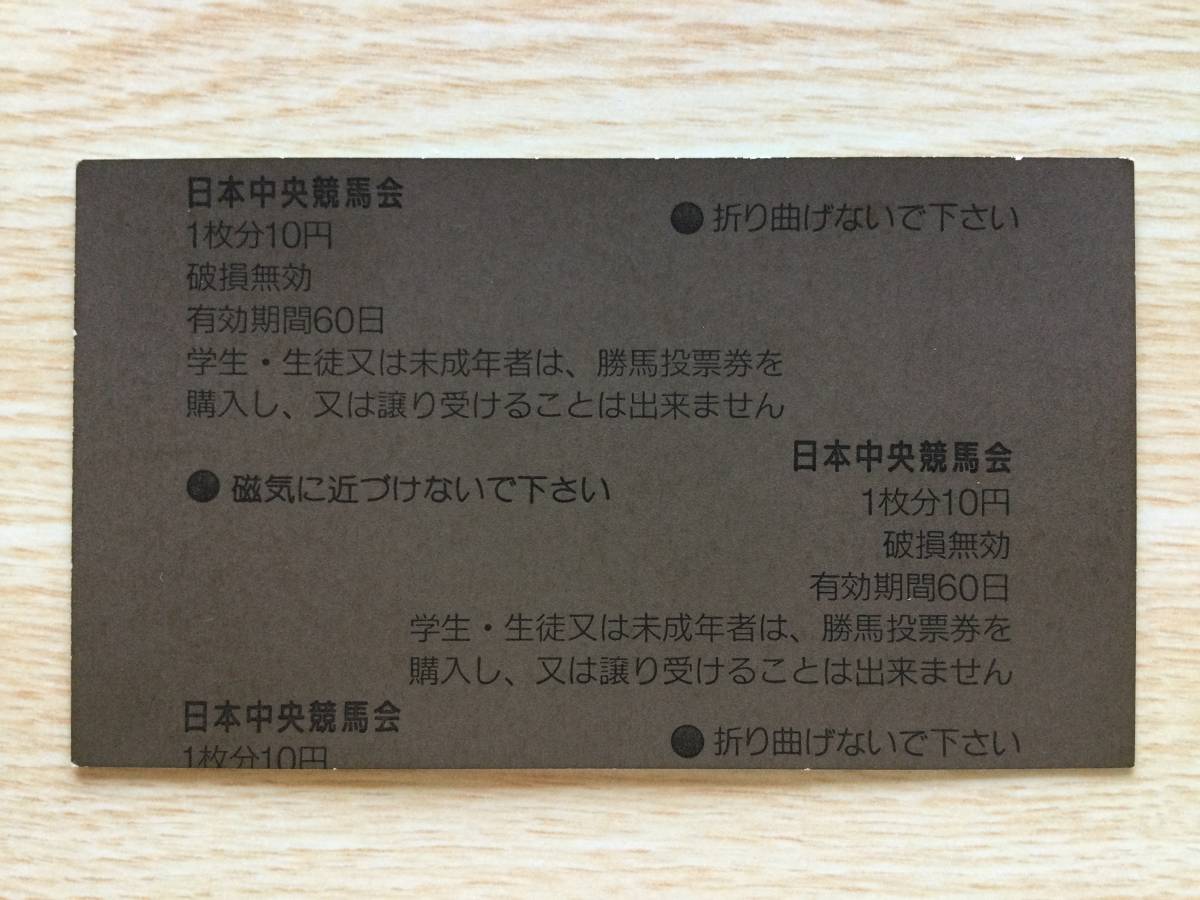 日本中央競馬会
1枚分10円
破損無効
有効期間60日
学生・生徒又は未成年者は、勝馬投票券を
購入し、又は譲り受けることは出来ません
●折り曲げないで下さい
●磁気に近づけないで下さい
日本中央競馬会
1枚分10円
破損無効
有効期間60日
学生・生徒又は未成年者は、勝馬投票券を
購入し、又は譲り受けることは出来ません
日本中央競馬会
1枚分10円
●折り曲げないで下さい